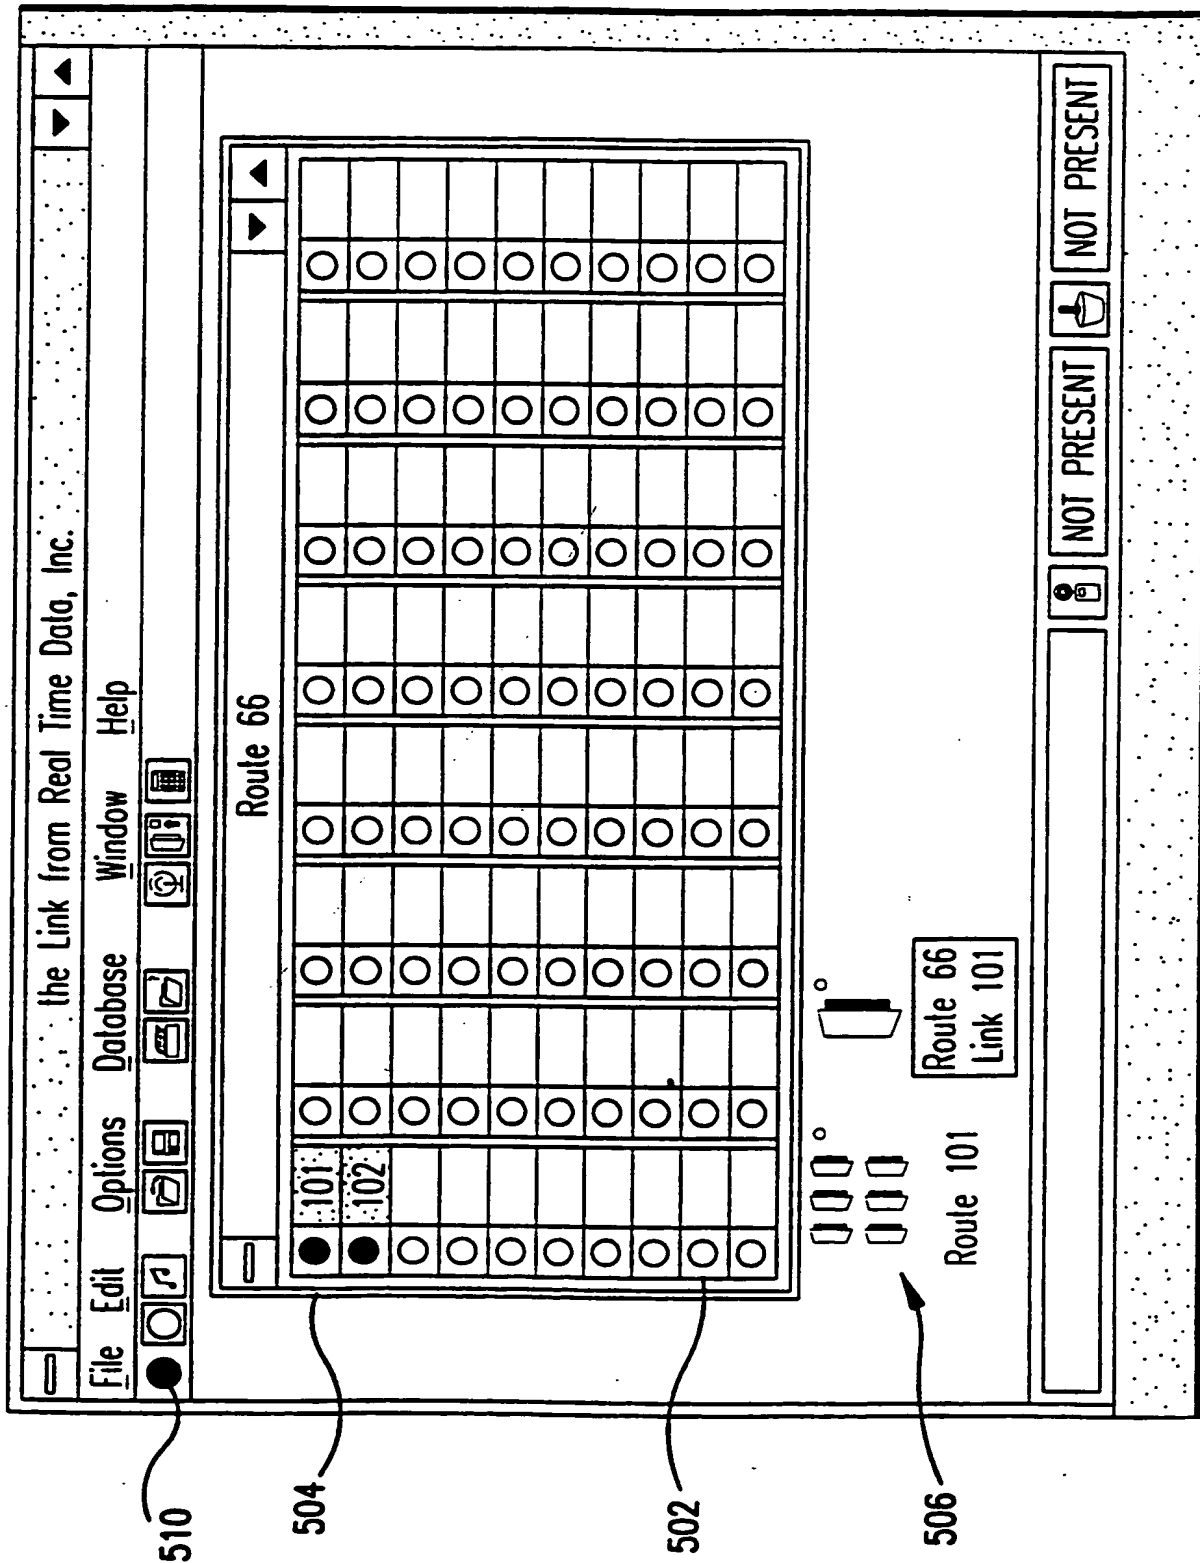 the Link from Real Time Data, Inc.
File Edit Options Database Window Help
Route 66
101
102
Route 101
Route 66
Link 101
NOT PRESENT
NOT PRESENT
510
504
502
506